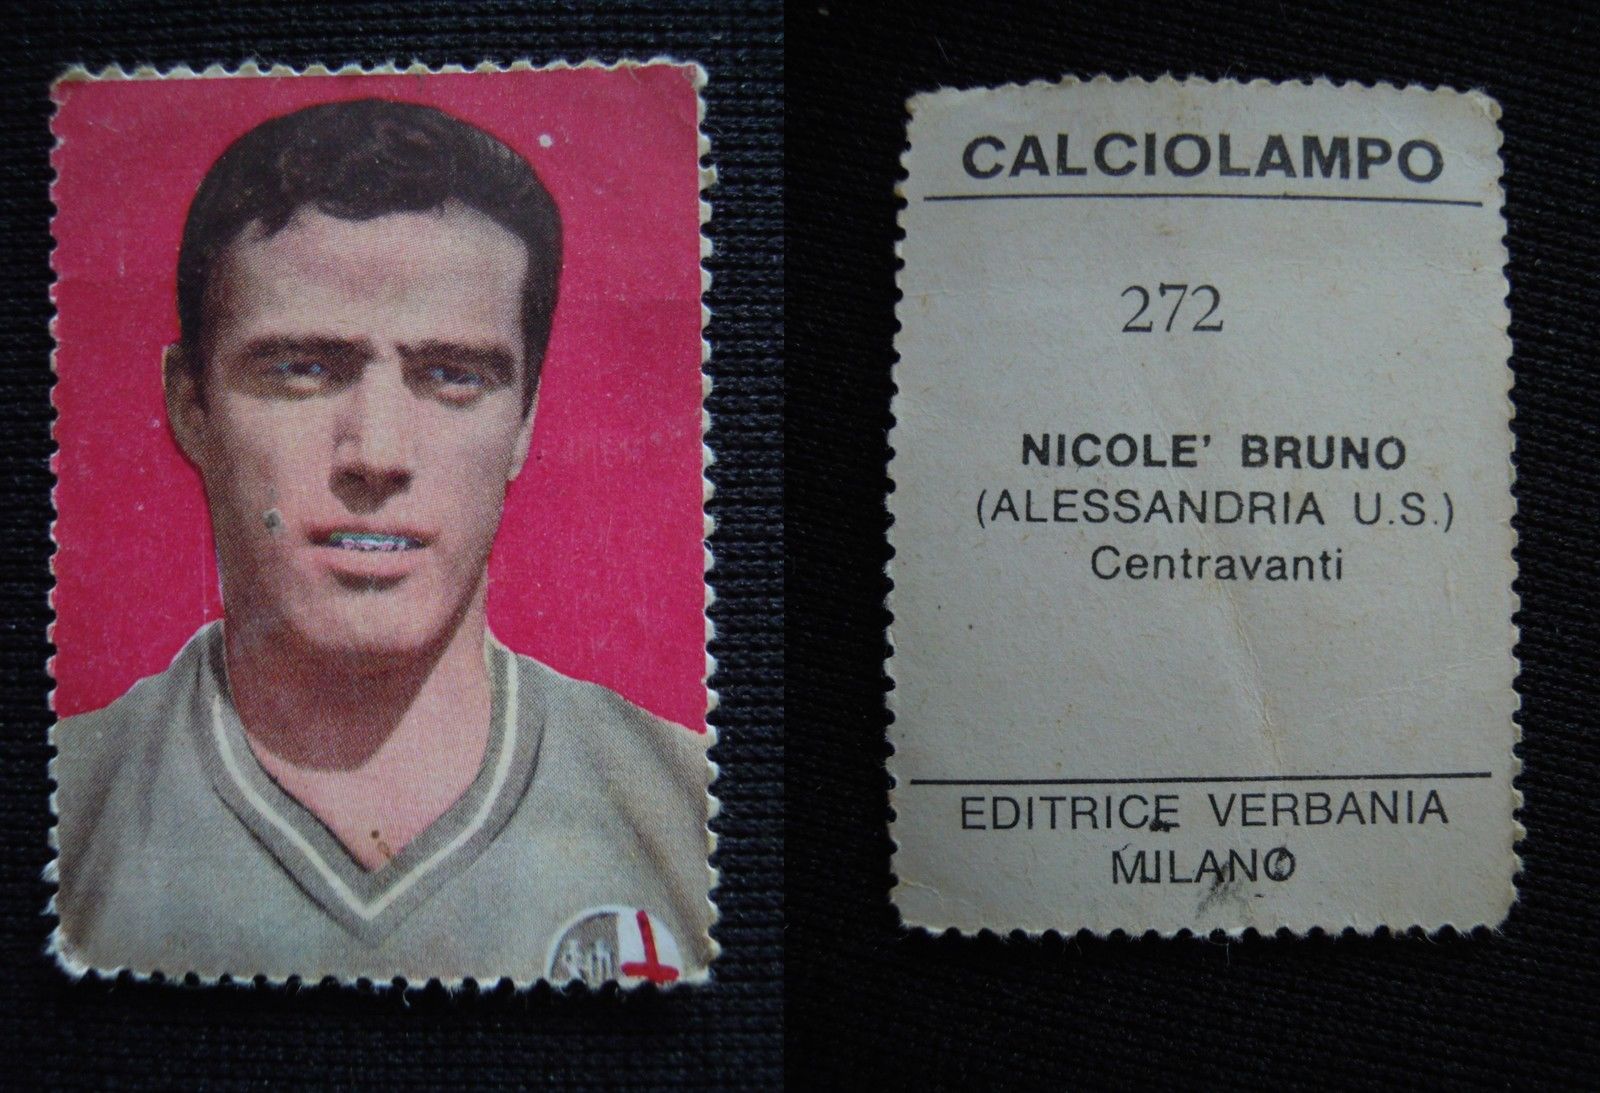 CALCIOLAMPO
272
NICOLE' BRUNO
(ALESSANDRIA U.S.)
Centravanti
EDITRICE VERBANIA
MILANO